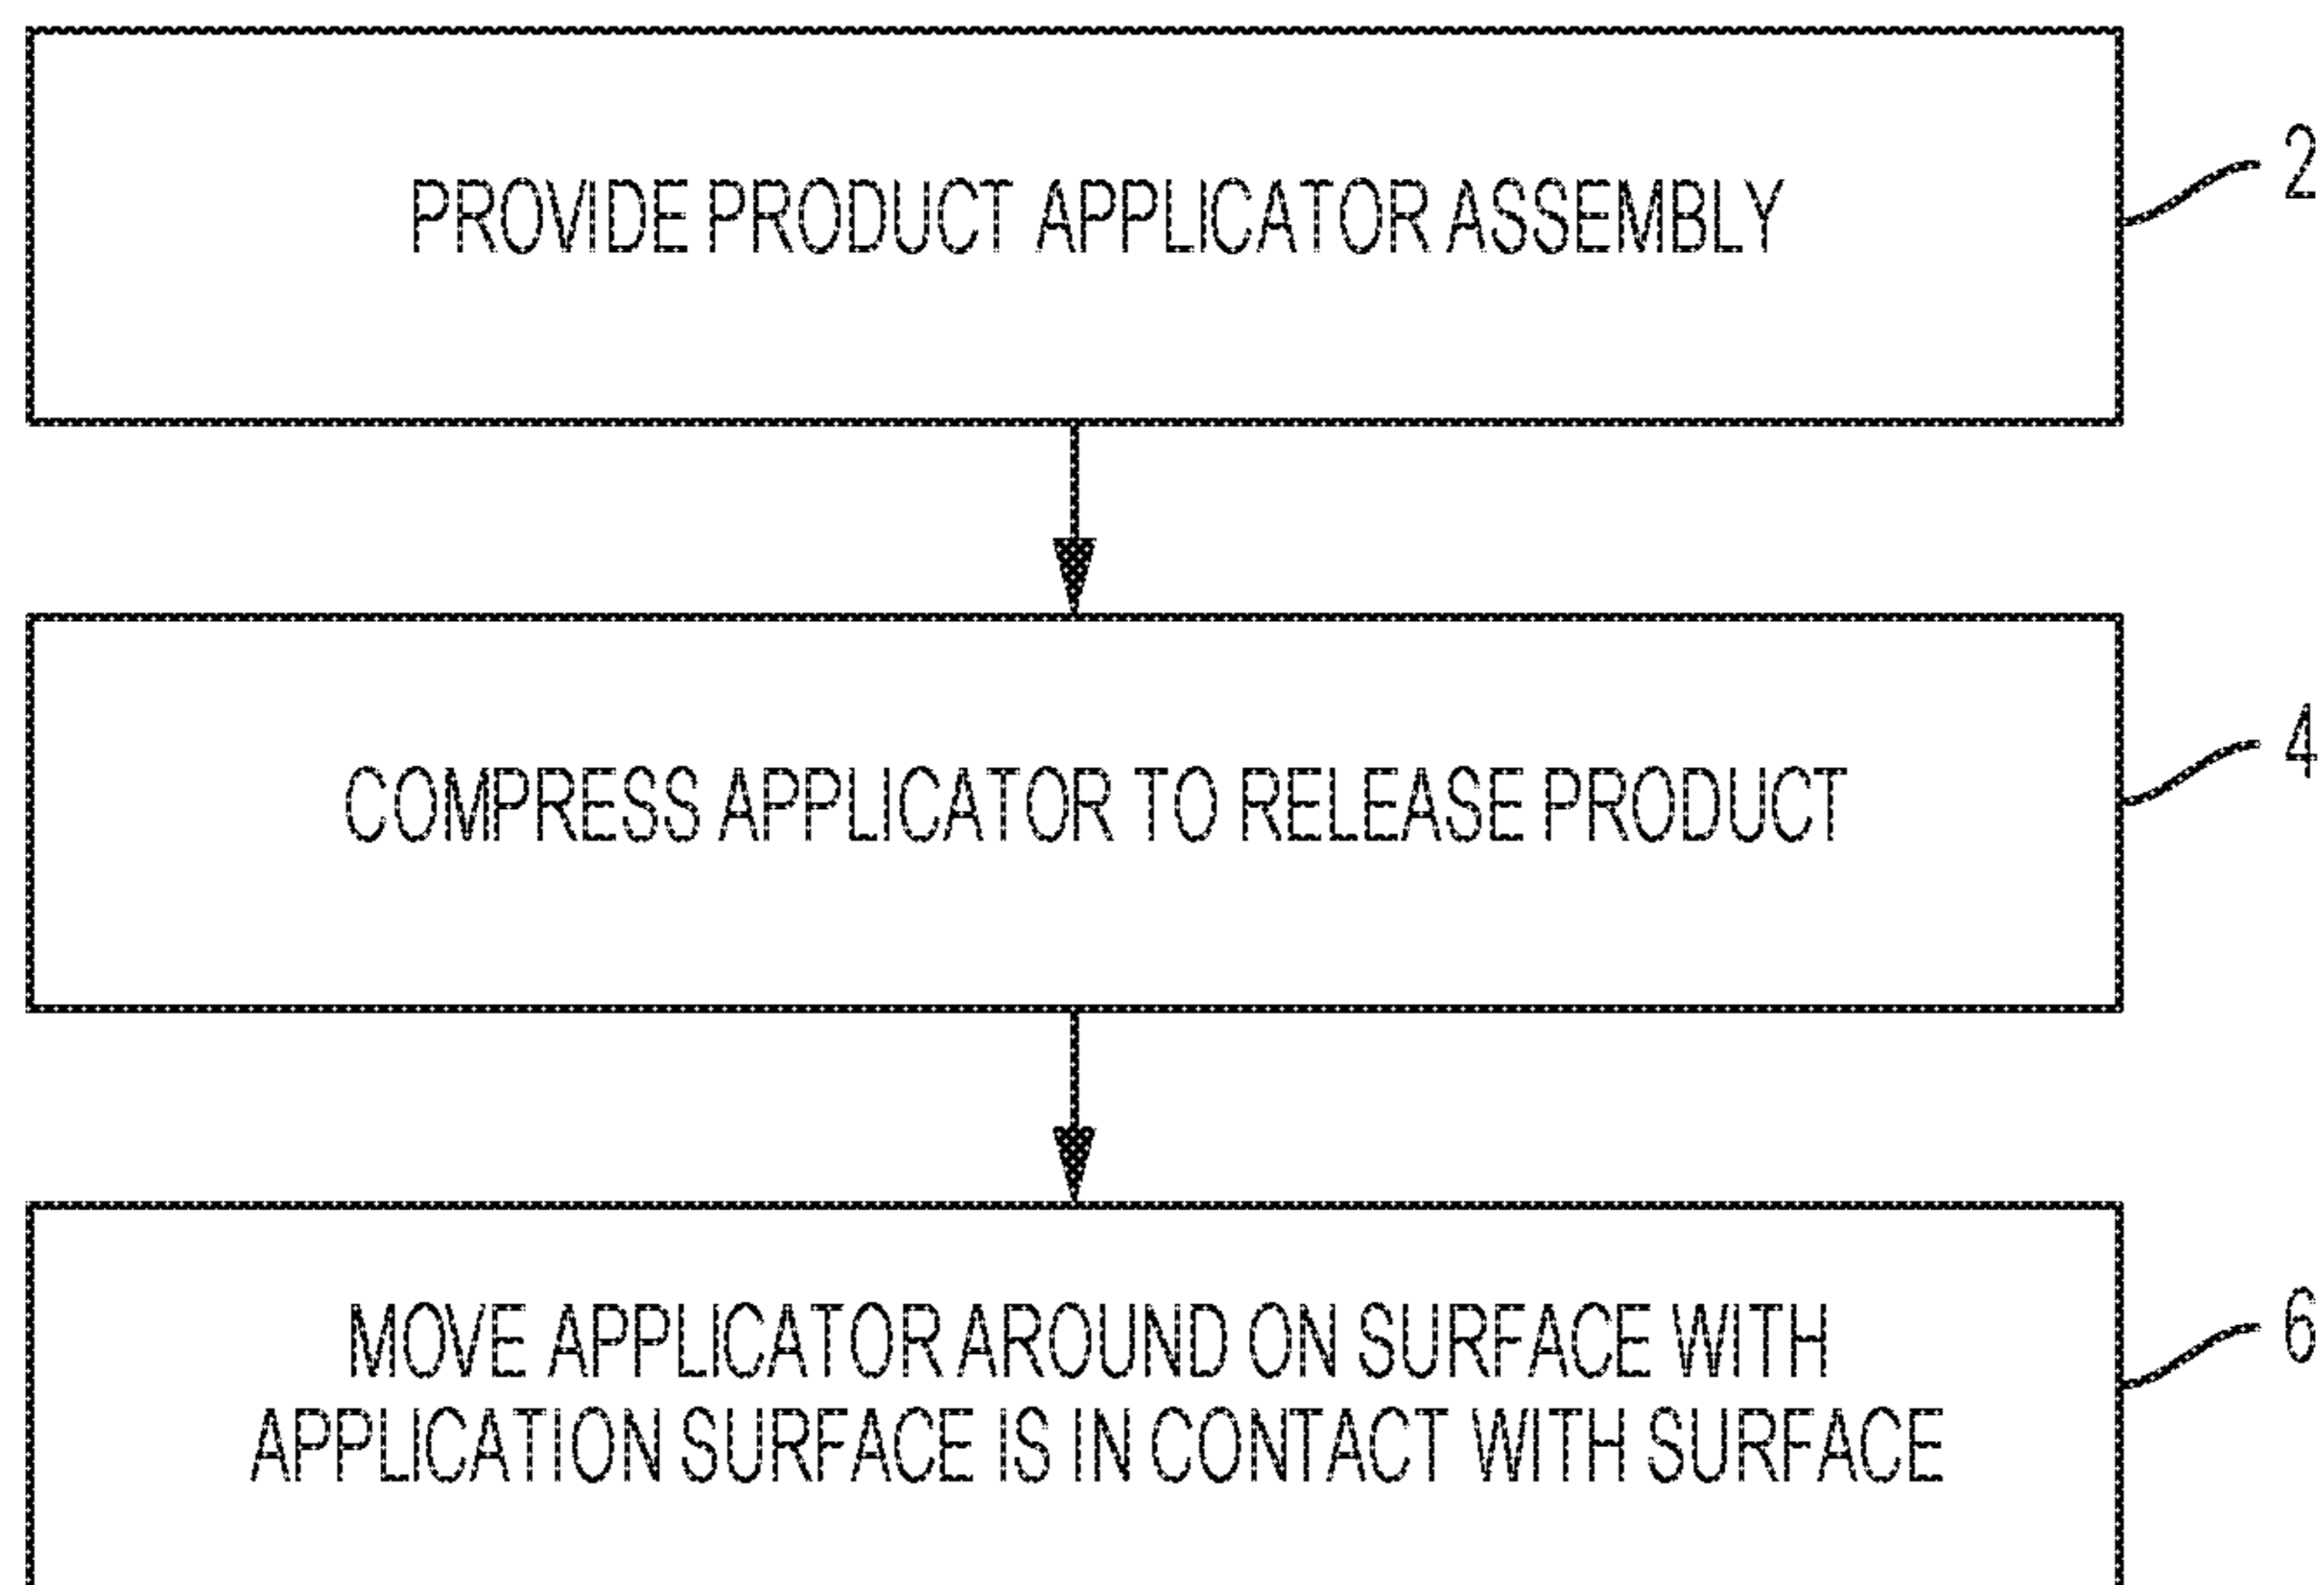 PROVIDE PRODUCT APPLICATOR ASSEMBLY
2
COMPRESS APPLICATOR TO RELEASE PRODUCT
4
MOVE APPLICATOR AROUND ON SURFACE WITH
APPLICATION SURFACE IS IN CONTACT WITH SURFACE
6